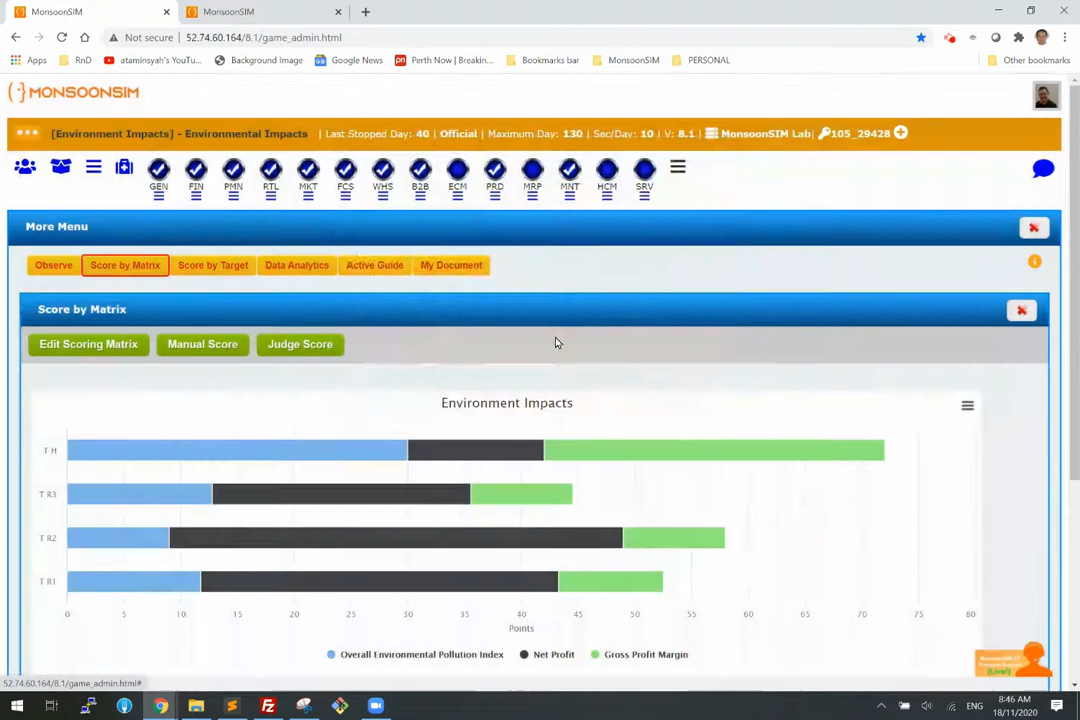 MonsoonSIM
MonsoonSIM
Not secure | 52.74.60.164/8.1/game_admin.html
Apps RnD ataminsyah's YouTu... Background Image Google News Perth Now | Breakin... Bookmarks bar MonsoonSIM PERSONAL Other bookmarks
MONSOONSIM
[Environment Impacts] - Environmental Impacts | Last Stopped Day: 40 | Official | Maximum Day: 130 | Sec/Day: 10 | V: 8.1 | MonsoonSIM Lab| 105_29428
GEN FIN PMN RTL MKT FCS WHS B2B ECM PRD MRP MNT HCM SRV
More Menu
Observe Score by Matrix Score by Target Data Analytics Active Guide My Document
Score by Matrix
Edit Scoring Matrix Manual Score Judge Score
Environment Impacts
T H
T R3
T R2
T R1
0 5 10 15 20 25 30 35 40 45 50 55 60 65 70 75 80
Points
Overall Environmental Pollution Index Net Profit Gross Profit Margin
(Live!)
52.74.60.164/8.1/game_admin.html#
ENG
8:46 AM
18/11/2020